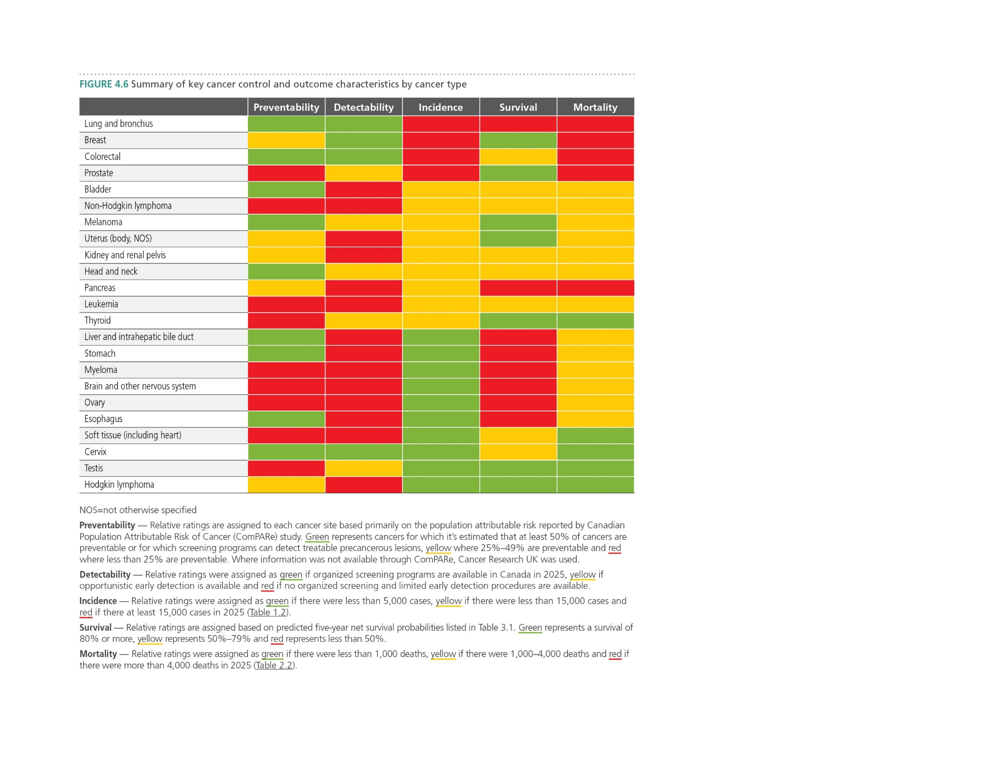 FIGURE 4.6 Summary of key cancer control and outcome characteristics by cancer type
Preventability Detectability Incidence Survival Mortality
Lung and bronchus
Breast
Colorectal
Prostate
Bladder
Non-Hodgkin lymphoma
Melanoma
Uterus (body, NOS)
Kidney and renal pelvis
Head and neck
Pancreas
Leukemia
Thyroid
Liver and intrahepatic bile duct
Stomach
Myeloma
Brain and other nervous system
Ovary
Esophagus
Soft tissue (including heart)
Cervix
Testis
Hodgkin lymphoma
NOS=not otherwise specified
Preventability — Relative ratings are assigned to each cancer site based primarily on the population attributable risk reported by Canadian
Population Attributable Risk of Cancer (ComPARe) study. Green represents cancers for which it’s estimated that at least 50% of cancers are
preventable or for which screening programs can detect treatable precancerous lesions, yellow where 25%–49% are preventable and red
where less than 25% are preventable. Where information was not available through ComPARe, Cancer Research UK was used.
Detectability — Relative ratings were assigned as green if organized screening programs are available in Canada in 2025, yellow if
opportunistic early detection is available and red if no organized screening and limited early detection procedures are available.
Incidence — Relative ratings were assigned as green if there were less than 5,000 cases, yellow if there were less than 15,000 cases and
red if there at least 15,000 cases in 2025 (Table 1.2).
Survival — Relative ratings are assigned based on predicted five-year net survival probabilities listed in Table 3.1. Green represents a survival of
80% or more, yellow represents 50%–79% and red represents less than 50%.
Mortality — Relative ratings were assigned as green if there were less than 1,000 deaths, yellow if there were 1,000–4,000 deaths and red if
there were more than 4,000 deaths in 2025 (Table 2.2).